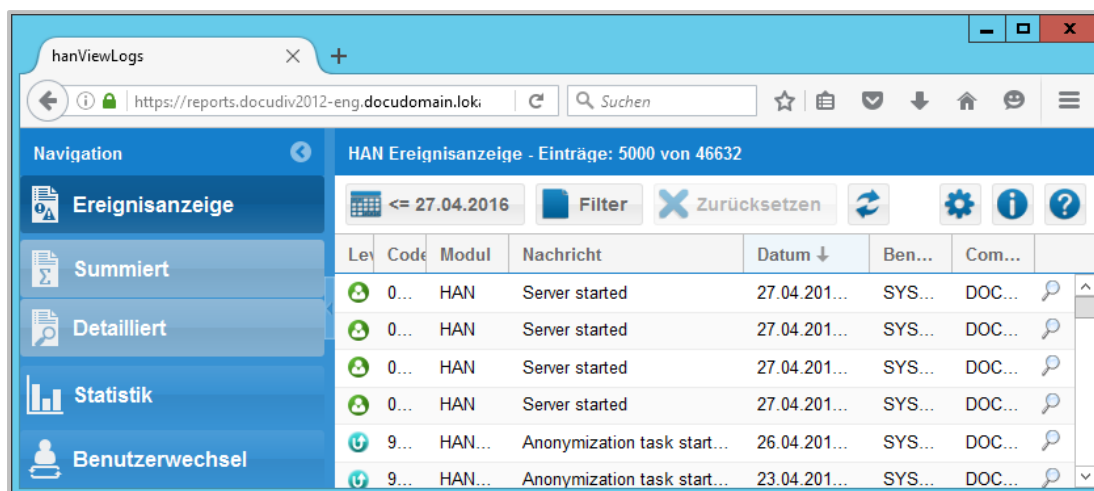 hanViewLogs
https://reports.docudiv2012-eng.docudomain.loka
Suchen
Navigation
HAN Ereignisanzeige - Einträge: 5000 von 46632
Ereignisanzeige
<= 27.04.2016 Filter Zurücksetzen
Summiert
Lev Code Modul Nachricht Datum ↓ Ben... Com...
0... HAN Server started 27.04.201... SYS... DOC...
Detailliert
0... HAN Server started 27.04.201... SYS... DOC...
0... HAN Server started 27.04.201... SYS... DOC...
Statistik
0... HAN Server started 27.04.201... SYS... DOC...
9... HAN... Anonymization task start... 26.04.201... SYS... DOC...
Benutzerwechsel
9... HAN... Anonymization task start... 23.04.201... SYS... DOC...